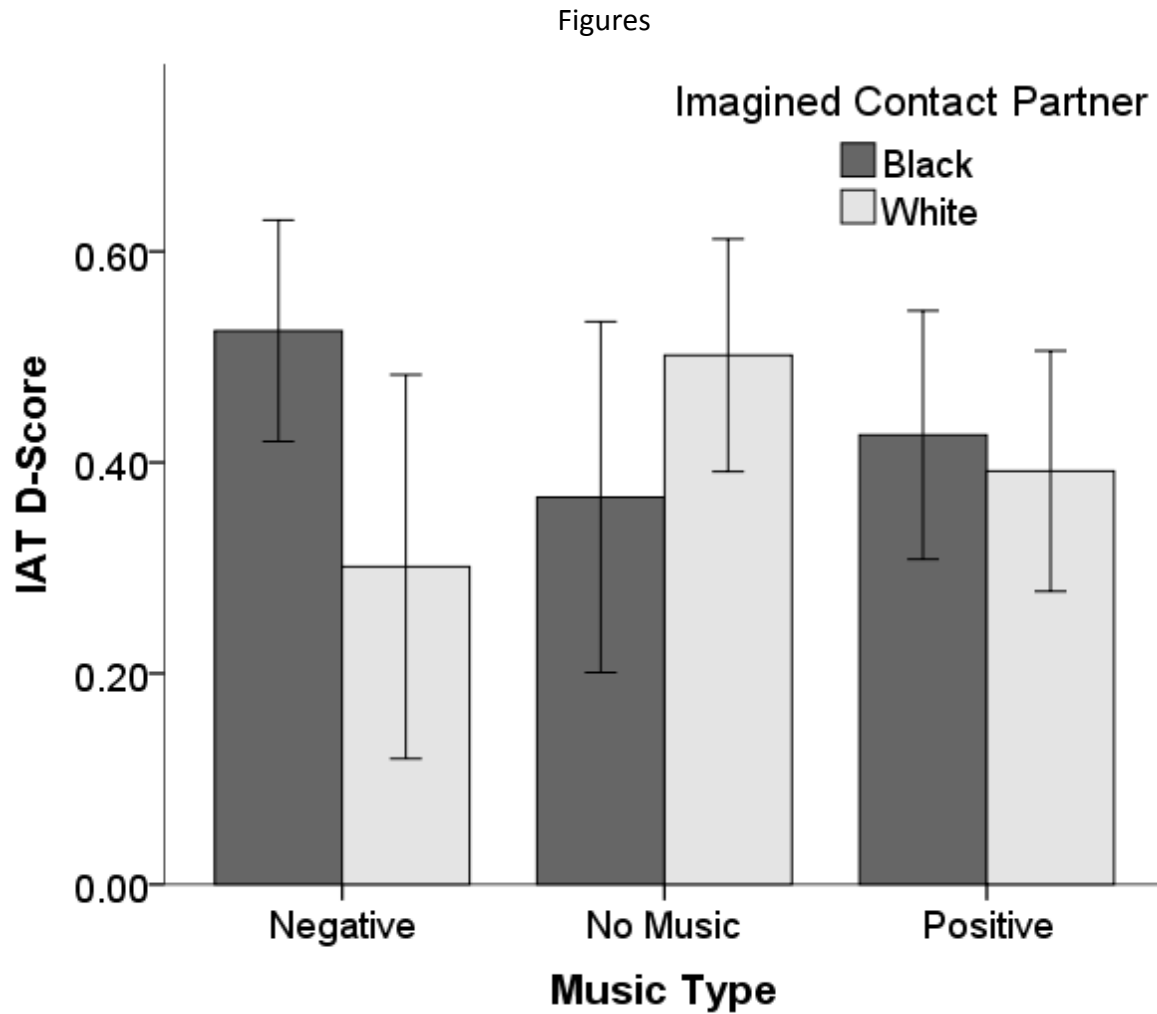 Figures
Imagined Contact Partner
Black
White
IAT D-Score
0.60
0.40
0.20
0.00
Negative No Music Positive
Music Type